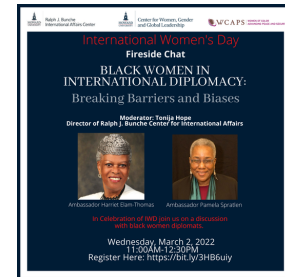 Ralph J. Bunche
International Affairs Center
Center for Women, Gender
and Global Leadership
WCAPS
International Women's Day
Fireside Chat
BLACK WOMEN IN
INTERNATIONAL DIPLOMACY:
Breaking Barriers and Biases
Moderator: Tonija Hope
Director of Ralph J. Bunche Center for International Affairs
Ambassador Harriet Elam-Thomas
Ambassador Pamela Spratlen
In Celebration of IWD join us on a discussion
with black women diplomats.
Wednesday, March 2, 2022
11:00AM-12:30PM
Register Here: https://bit.ly/3HB6uiy